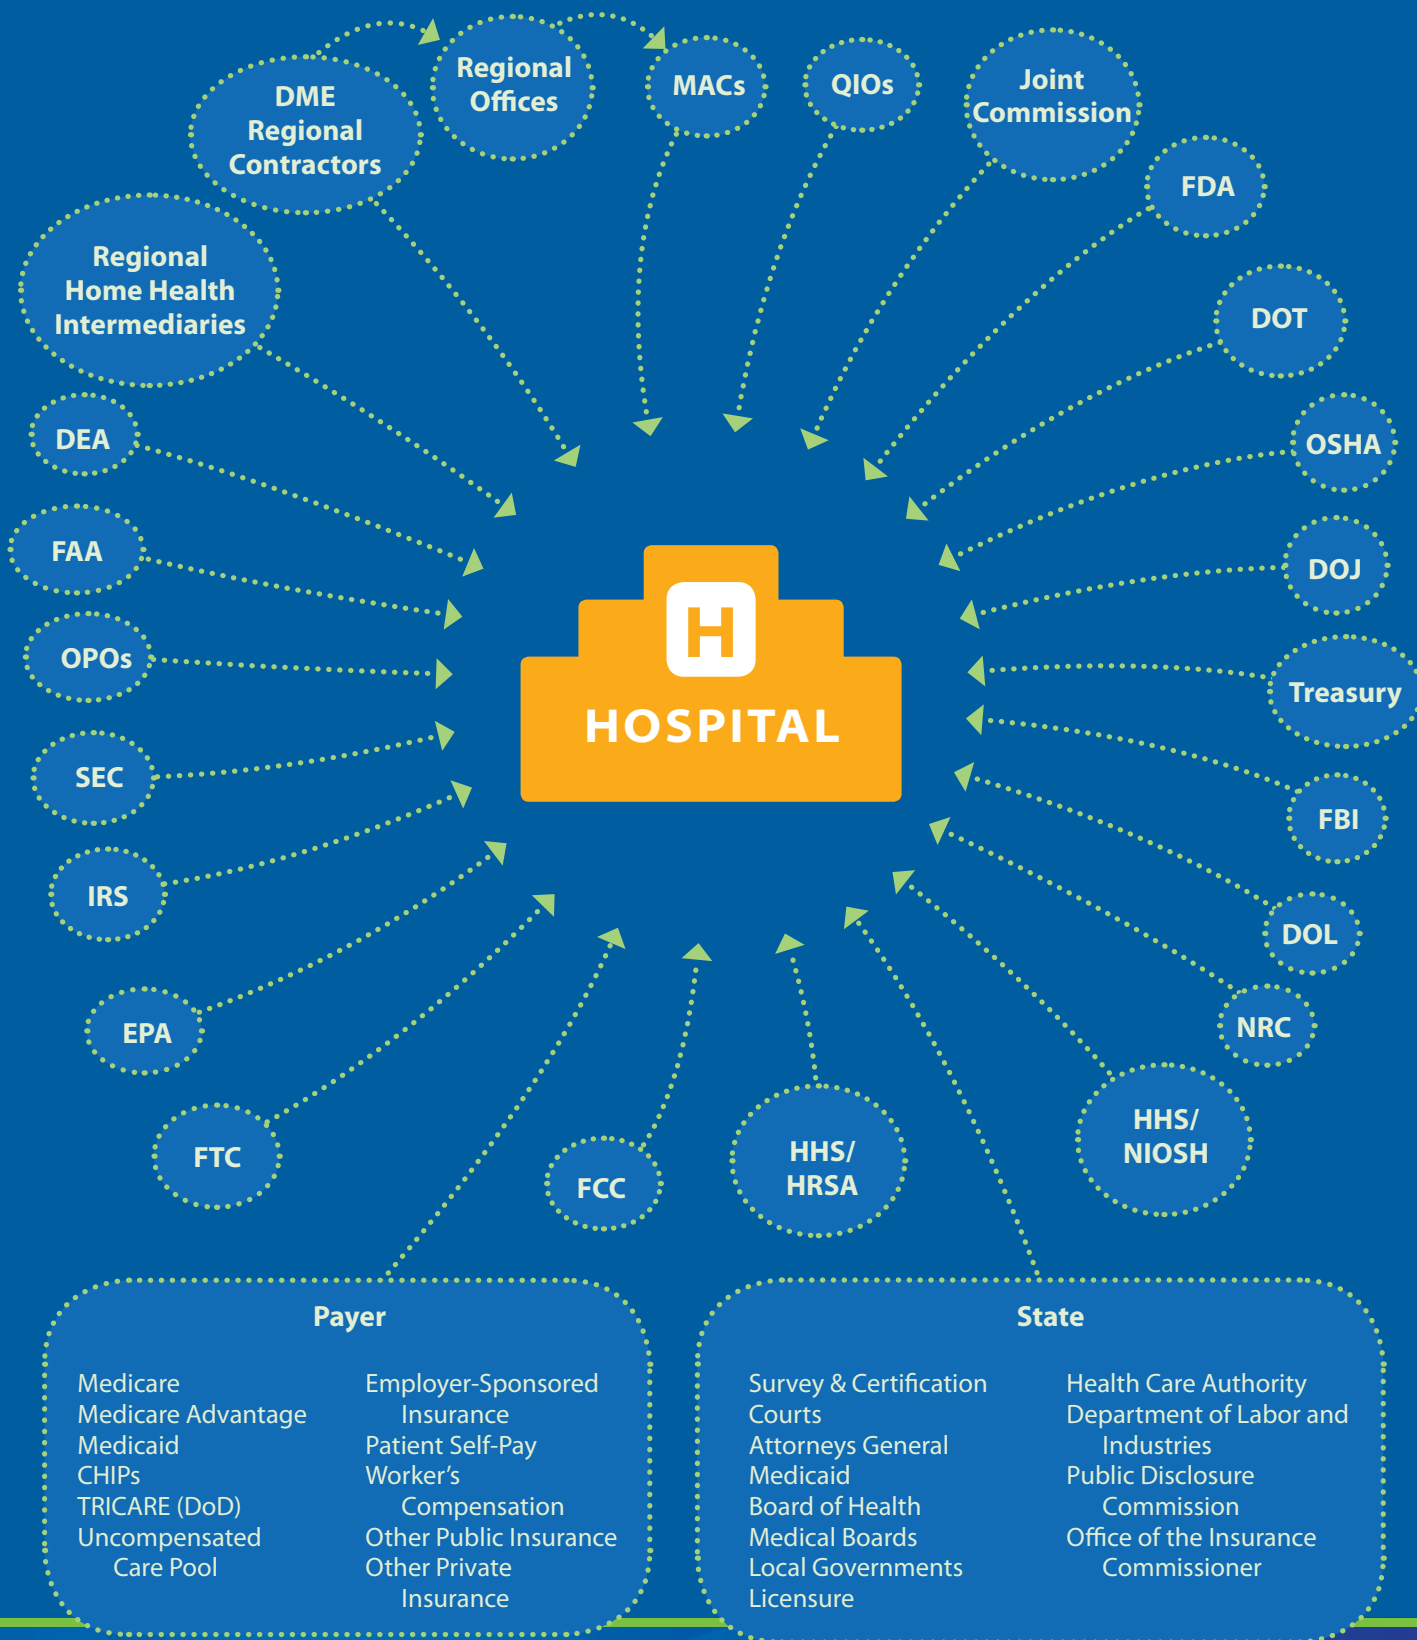 Regional
Offices
DME
Regional
Contractors
MACs
QIOs
Joint
Commission
FDA
Regional
Home Health
Intermediaries
DOT
DEA
OSHA
FAA
DOJ
OPOs
Treasury
H
HOSPITAL
SEC
FBI
IRS
DOL
EPA
NRC
FTC
FCC
HHS/
HRSA
HHS/
NIOSH
Payer
Medicare
Medicare Advantage
Medicaid
CHIPs
TRICARE (DoD)
Uncompensated
Care Pool
Employer-Sponsored
Insurance
Patient Self-Pay
Worker’s
Compensation
Other Public Insurance
Other Private
Insurance
State
Survey & Certification
Courts
Attorneys General
Medicaid
Board of Health
Medical Boards
Local Governments
Licensure
Health Care Authority
Department of Labor and
Industries
Public Disclosure
Commission
Office of the Insurance
Commissioner